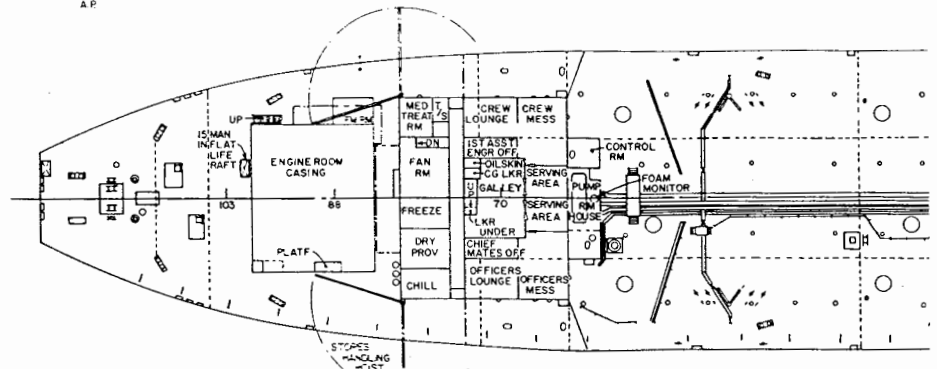 A.P.
UP
15 MAN
INFLAT
LIFE
RAFT
103
ENGINE ROOM
CASING
88
PLATF
STORES
HANDLING
HOIST
MED
TREAT
RM
T/S
DN
FAN
RM
FREEZE
DRY
PROV
CHILL
UP
CREW
LOUNGE
CREW
MESS
1ST ASST
ENGR OFF.
OILSKIN
CG LKR
GALLEY
70
LKR
UNDER
SERVING
AREA
SERVING
AREA
CHIEF
MATES OFF
OFFICERS
LOUNGE
OFFICERS
MESS
PUMP
RM
HOUSE
CONTROL
RM
FOAM
MONITOR